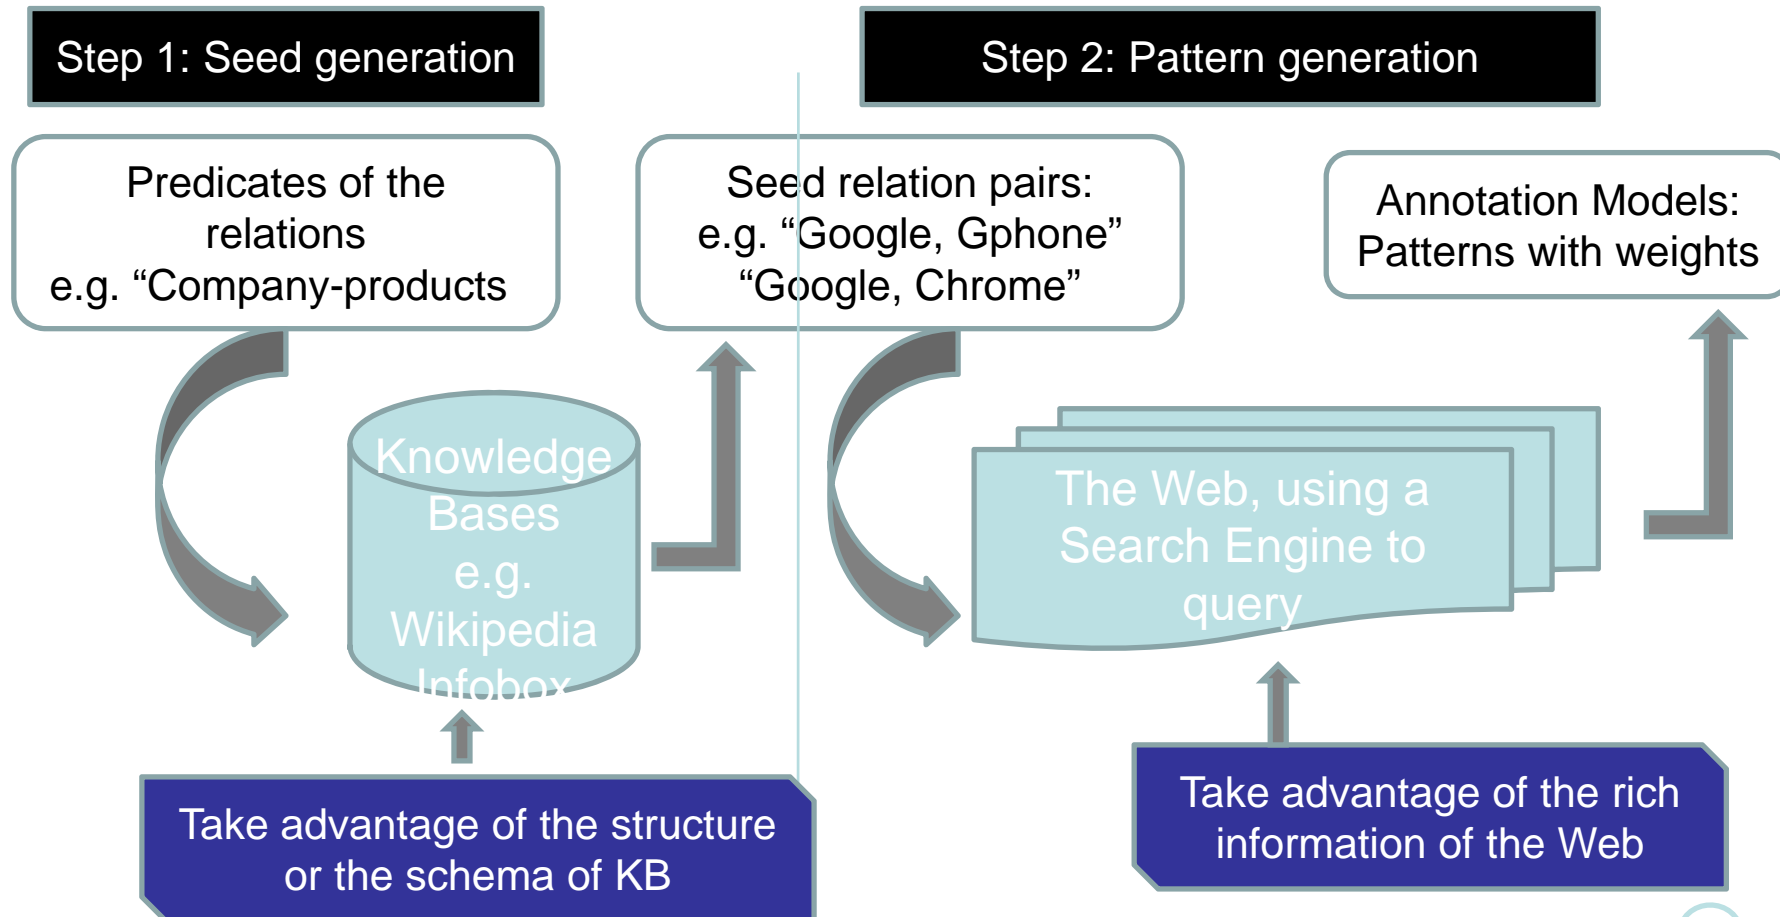 Step 1: Seed generation
Step 2: Pattern generation
Predicates of the
relations
e.g. “Company-products
Seed relation pairs:
e.g. “Google, Gphone”
“Google, Chrome”
Annotation Models:
Patterns with weights
Knowledge
Bases
e.g.
Wikipedia
Infobox
The Web, using a
Search Engine to
query
Take advantage of the structure
or the schema of KB
Take advantage of the rich
information of the Web